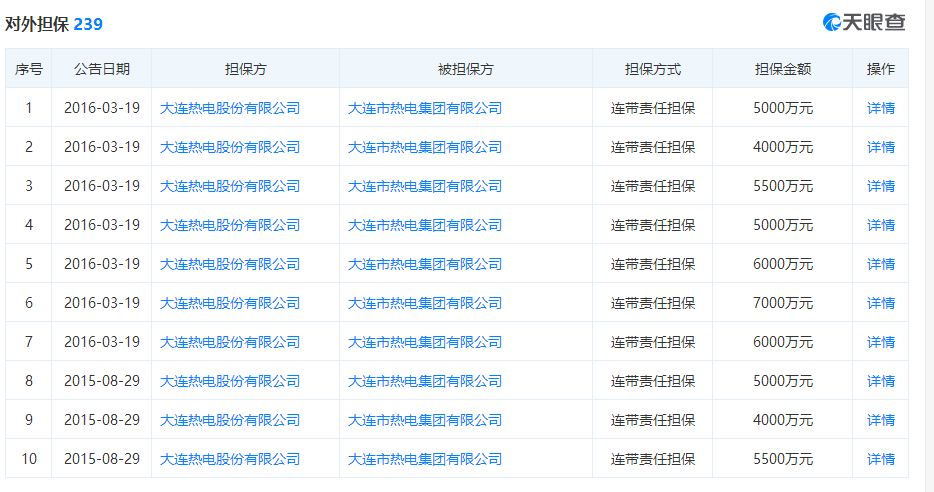 对外担保 239
天眼查
序号 公告日期 担保方 被担保方 担保方式 担保金额 操作
1 2016-03-19 大连热电股份有限公司 大连市热电集团有限公司 连带责任担保 5000万元 详情
2 2016-03-19 大连热电股份有限公司 大连市热电集团有限公司 连带责任担保 4000万元 详情
3 2016-03-19 大连热电股份有限公司 大连市热电集团有限公司 连带责任担保 5500万元 详情
4 2016-03-19 大连热电股份有限公司 大连市热电集团有限公司 连带责任担保 5000万元 详情
5 2016-03-19 大连热电股份有限公司 大连市热电集团有限公司 连带责任担保 6000万元 详情
6 2016-03-19 大连热电股份有限公司 大连市热电集团有限公司 连带责任担保 7000万元 详情
7 2016-03-19 大连热电股份有限公司 大连市热电集团有限公司 连带责任担保 6000万元 详情
8 2015-08-29 大连热电股份有限公司 大连市热电集团有限公司 连带责任担保 5000万元 详情
9 2015-08-29 大连热电股份有限公司 大连市热电集团有限公司 连带责任担保 4000万元 详情
10 2015-08-29 大连热电股份有限公司 大连市热电集团有限公司 连带责任担保 5500万元 详情